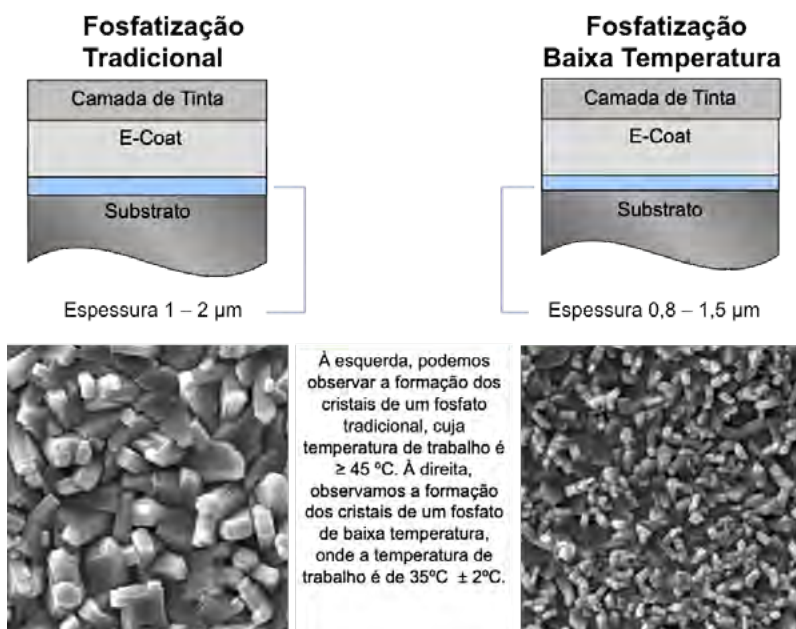 Fosfatização
Tradicional
Camada de Tinta
E-Coat
Substrato
Espessura 1 – 2 µm
Fosfatização
Baixa Temperatura
Camada de Tinta
E-Coat
Substrato
Espessura 0,8 – 1,5 µm
À esquerda, podemos
observar a formação dos
cristais de um fosfato
tradicional, cuja
temperatura de trabalho é
≥ 45 ºC. À direita,
observamos a formação
dos cristais de um fosfato
de baixa temperatura,
onde a temperatura de
trabalho é de 35ºC ± 2ºC.